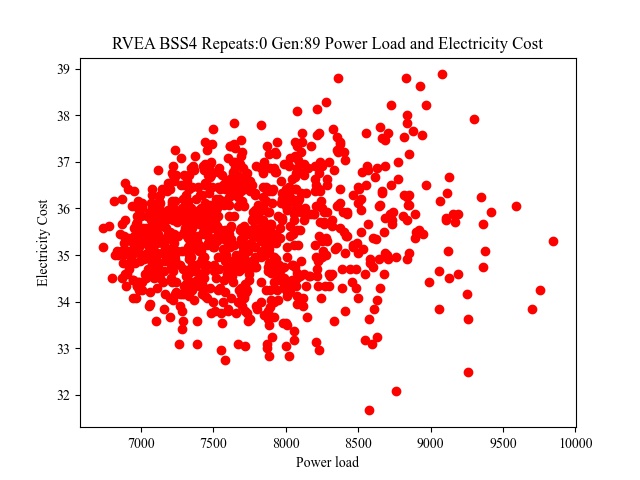 RVEA BSS4 Repeats:0 Gen:89 Power Load and Electricity Cost
39
38
37
36
35
34
33
32
Electricity Cost
7000 7500 8000 8500 9000 9500 10000
Power load